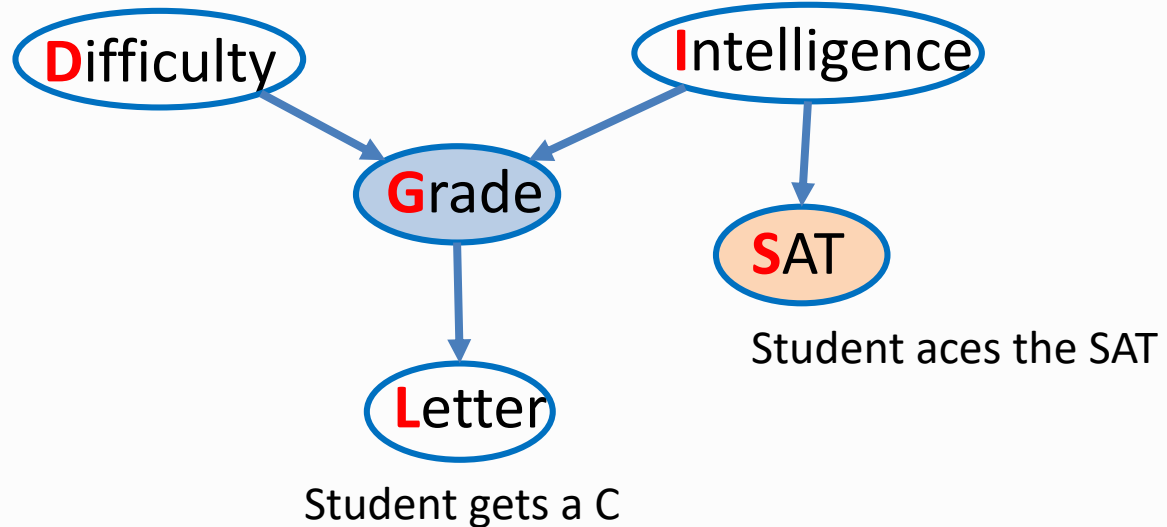 Difficulty
Intelligence
Grade
SAT
Student aces the SAT
Letter
Student gets a C